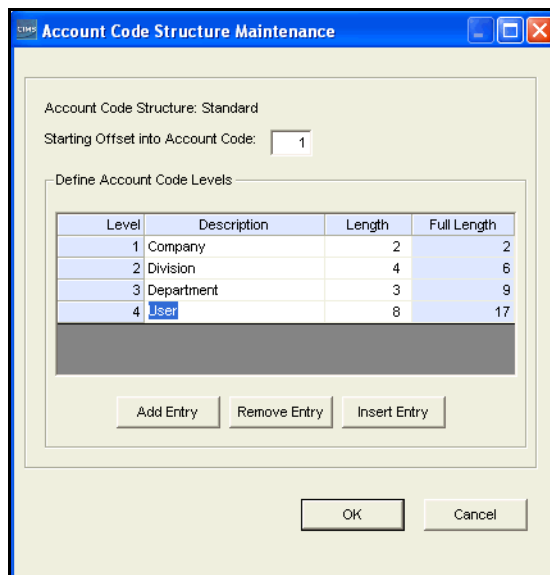 CIMS Account Code Structure Maintenance
Account Code Structure: Standard
Starting Offset into Account Code: 1
Define Account Code Levels
Level Description Length Full Length
1 Company 2 2
2 Division 4 6
3 Department 3 9
4 User 8 17
Add Entry Remove Entry Insert Entry
OK Cancel